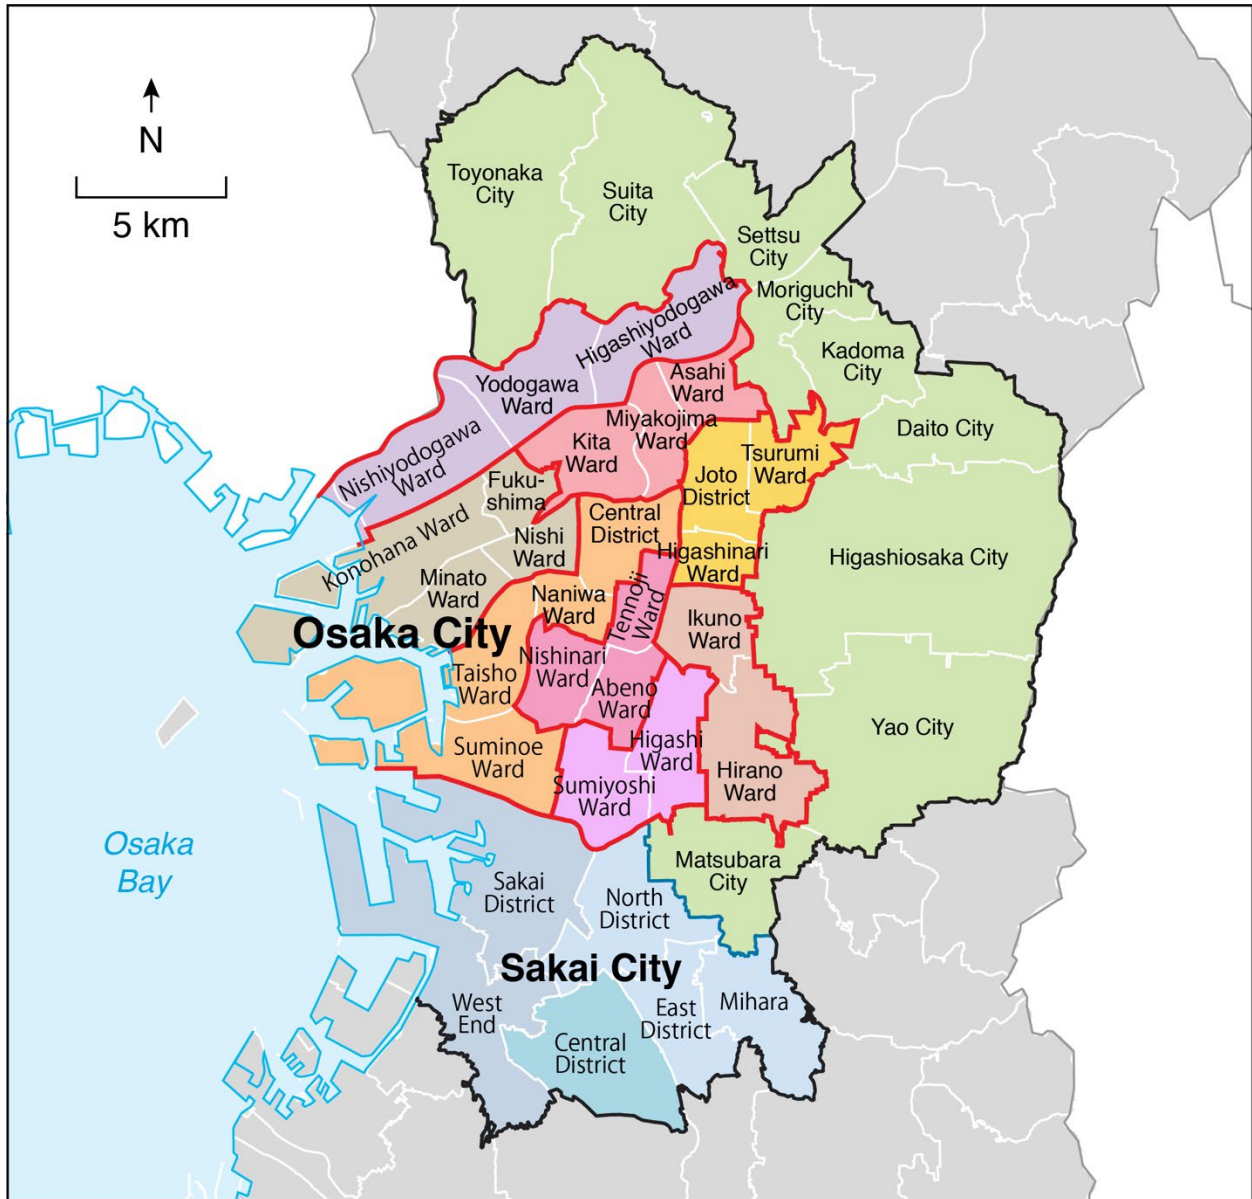 N
5 km
Toyonaka
City
Suita
City
Settsu
City
Moriguchi
City
Kadoma
City
Daito City
Higashiosaka City
Yao City
Matsubara
City
Higashiyodogawa
Ward
Yodogawa
Ward
Nishiyodogawa
Ward
Asahi
Ward
Miyakojima
Ward
Kita
Ward
Tsurumi
Ward
Joto
District
Higashinari
Ward
Fuku-
shima
Konohana Ward
Nishi
Ward
Minato
Ward
Central
District
Naniwa
Ward
Tennoji
Ward
Ikuno
Ward
Osaka City
Taisho
Ward
Nishinari
Ward
Abeno
Ward
Suminoe
Ward
Higashi
Ward
Sumiyoshi
Ward
Hirano
Ward
Osaka
Bay
Sakai
District
North
District
Sakai City
West
End
Central
District
East
District
Mihara